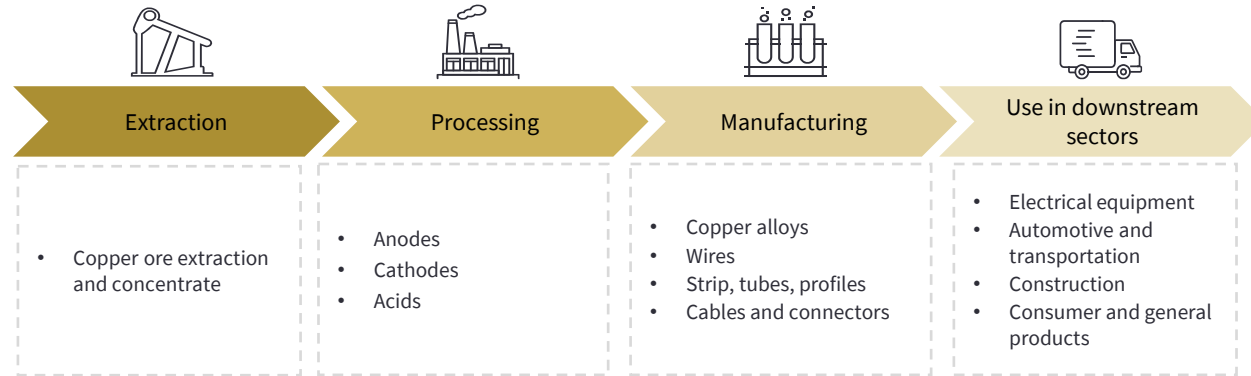 Extraction
Processing
Manufacturing
Use in downstream
sectors
• Copper ore extraction
and concentrate
• Anodes
• Cathodes
• Acids
• Copper alloys
• Wires
• Strip, tubes, profiles
• Cables and connectors
• Electrical equipment
• Automotive and
transportation
• Construction
• Consumer and general
products